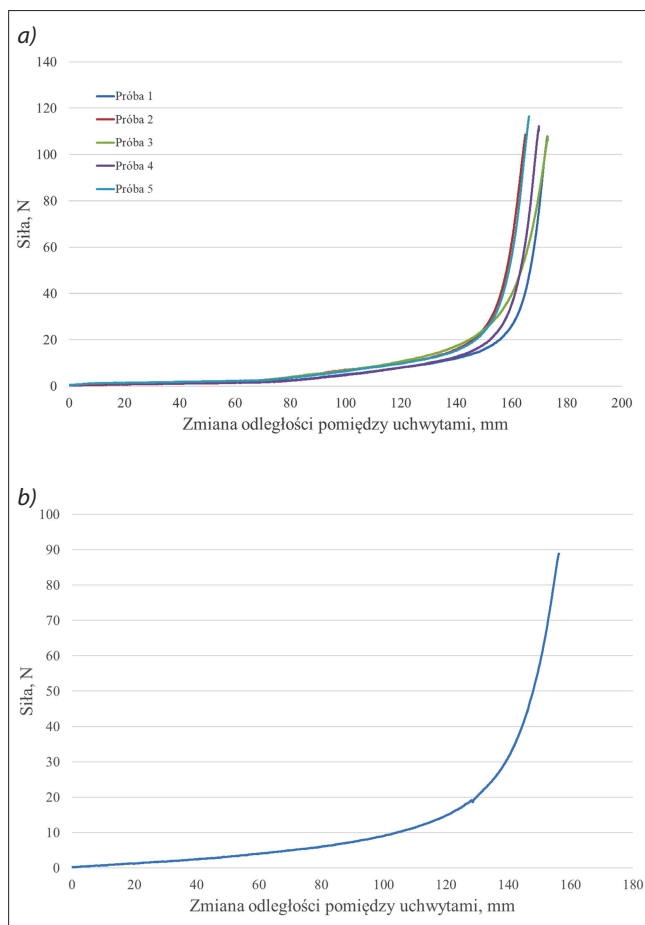 a)
140
120
100
80
60
40
20
0
Siła, N
Próba 1
Próba 2
Próba 3
Próba 4
Próba 5
0 20 40 60 80 100 120 140 160 180 200
Zmiana odległości pomiędzy uchwytami, mm
b)
100
90
80
70
60
50
40
30
20
10
0
Siła, N
0 20 40 60 80 100 120 140 160 180
Zmiana odległości pomiędzy uchwytami, mm